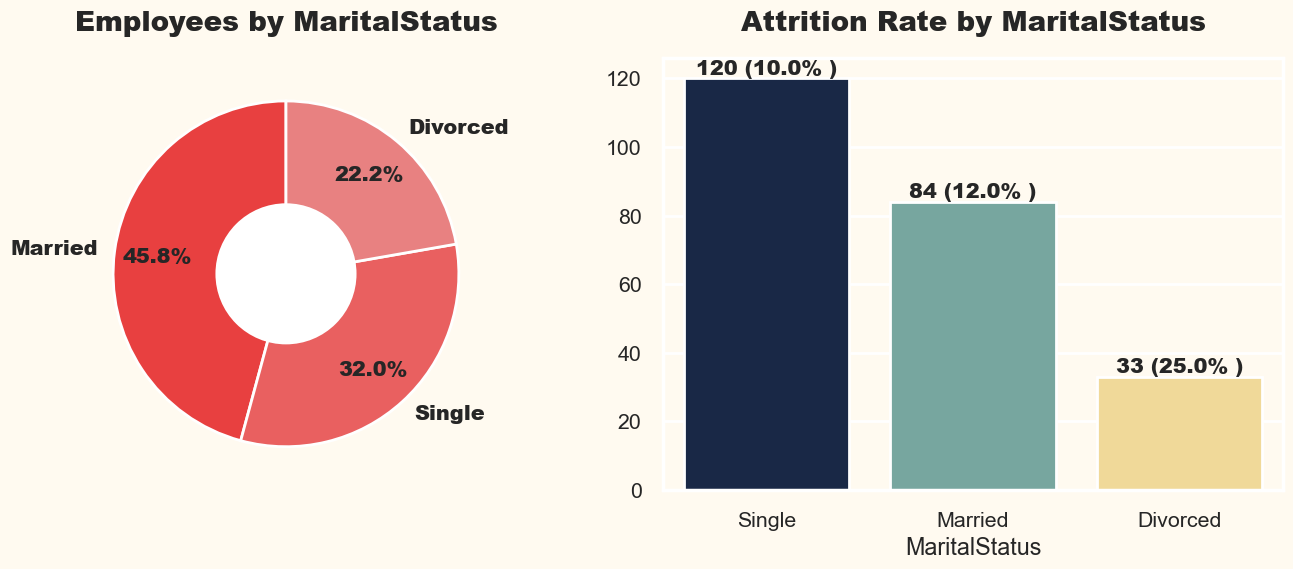 Employees by MaritalStatus
Divorced
22.2%
Married
45.8%
32.0%
Single
Attrition Rate by MaritalStatus
120 (10.0% )
84 (12.0% )
33 (25.0% )
120
100
80
60
40
20
0
Single
Married
Divorced
MaritalStatus